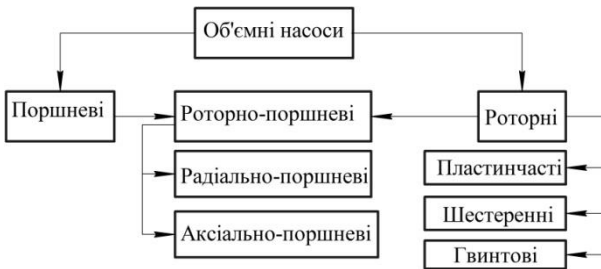 Об'ємні насоси
Поршневі
Роторно-поршневі
Роторні
Радіально-поршневі
Пластинчасті
Аксіально-поршневі
Шестеренні
Гвинтові